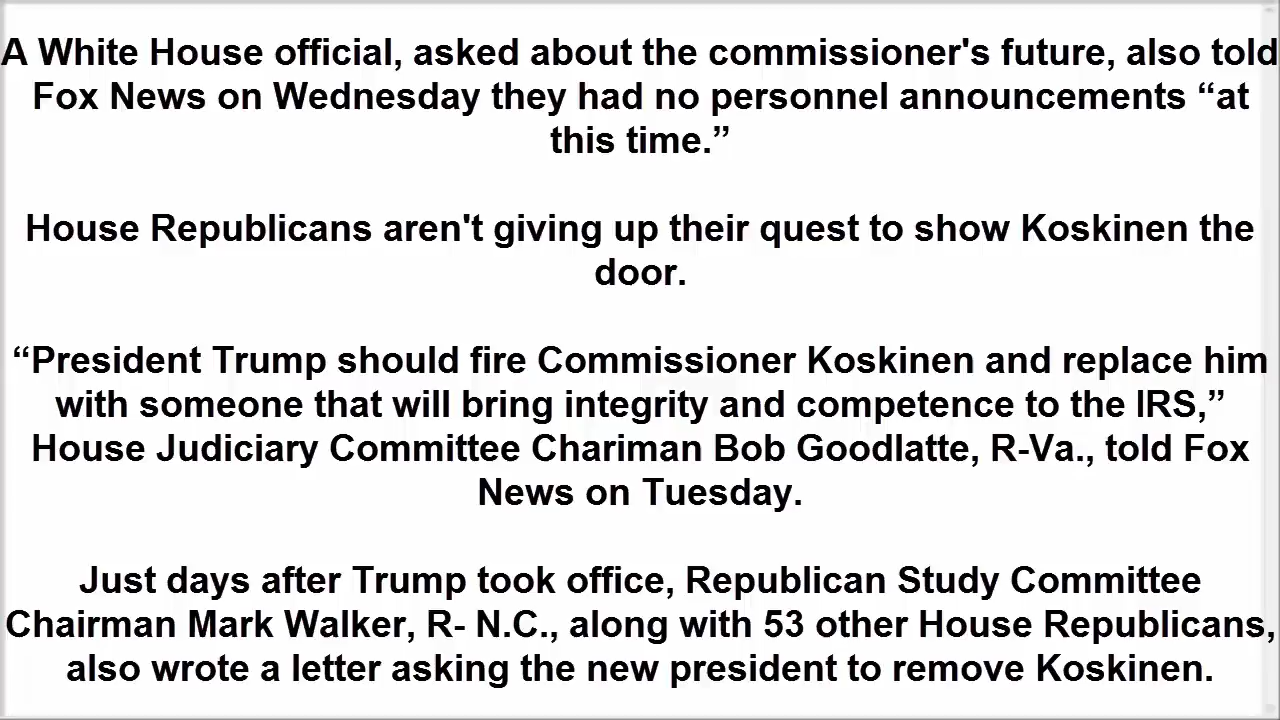 A White House official, asked about the commissioner's future, also told
Fox News on Wednesday they had no personnel announcements “at
this time.”
House Republicans aren't giving up their quest to show Koskinen the
door.
“President Trump should fire Commissioner Koskinen and replace him
with someone that will bring integrity and competence to the IRS,”
House Judiciary Committee Chariman Bob Goodlatte, R-Va., told Fox
News on Tuesday.
Just days after Trump took office, Republican Study Committee
Chairman Mark Walker, R- N.C., along with 53 other House Republicans,
also wrote a letter asking the new president to remove Koskinen.